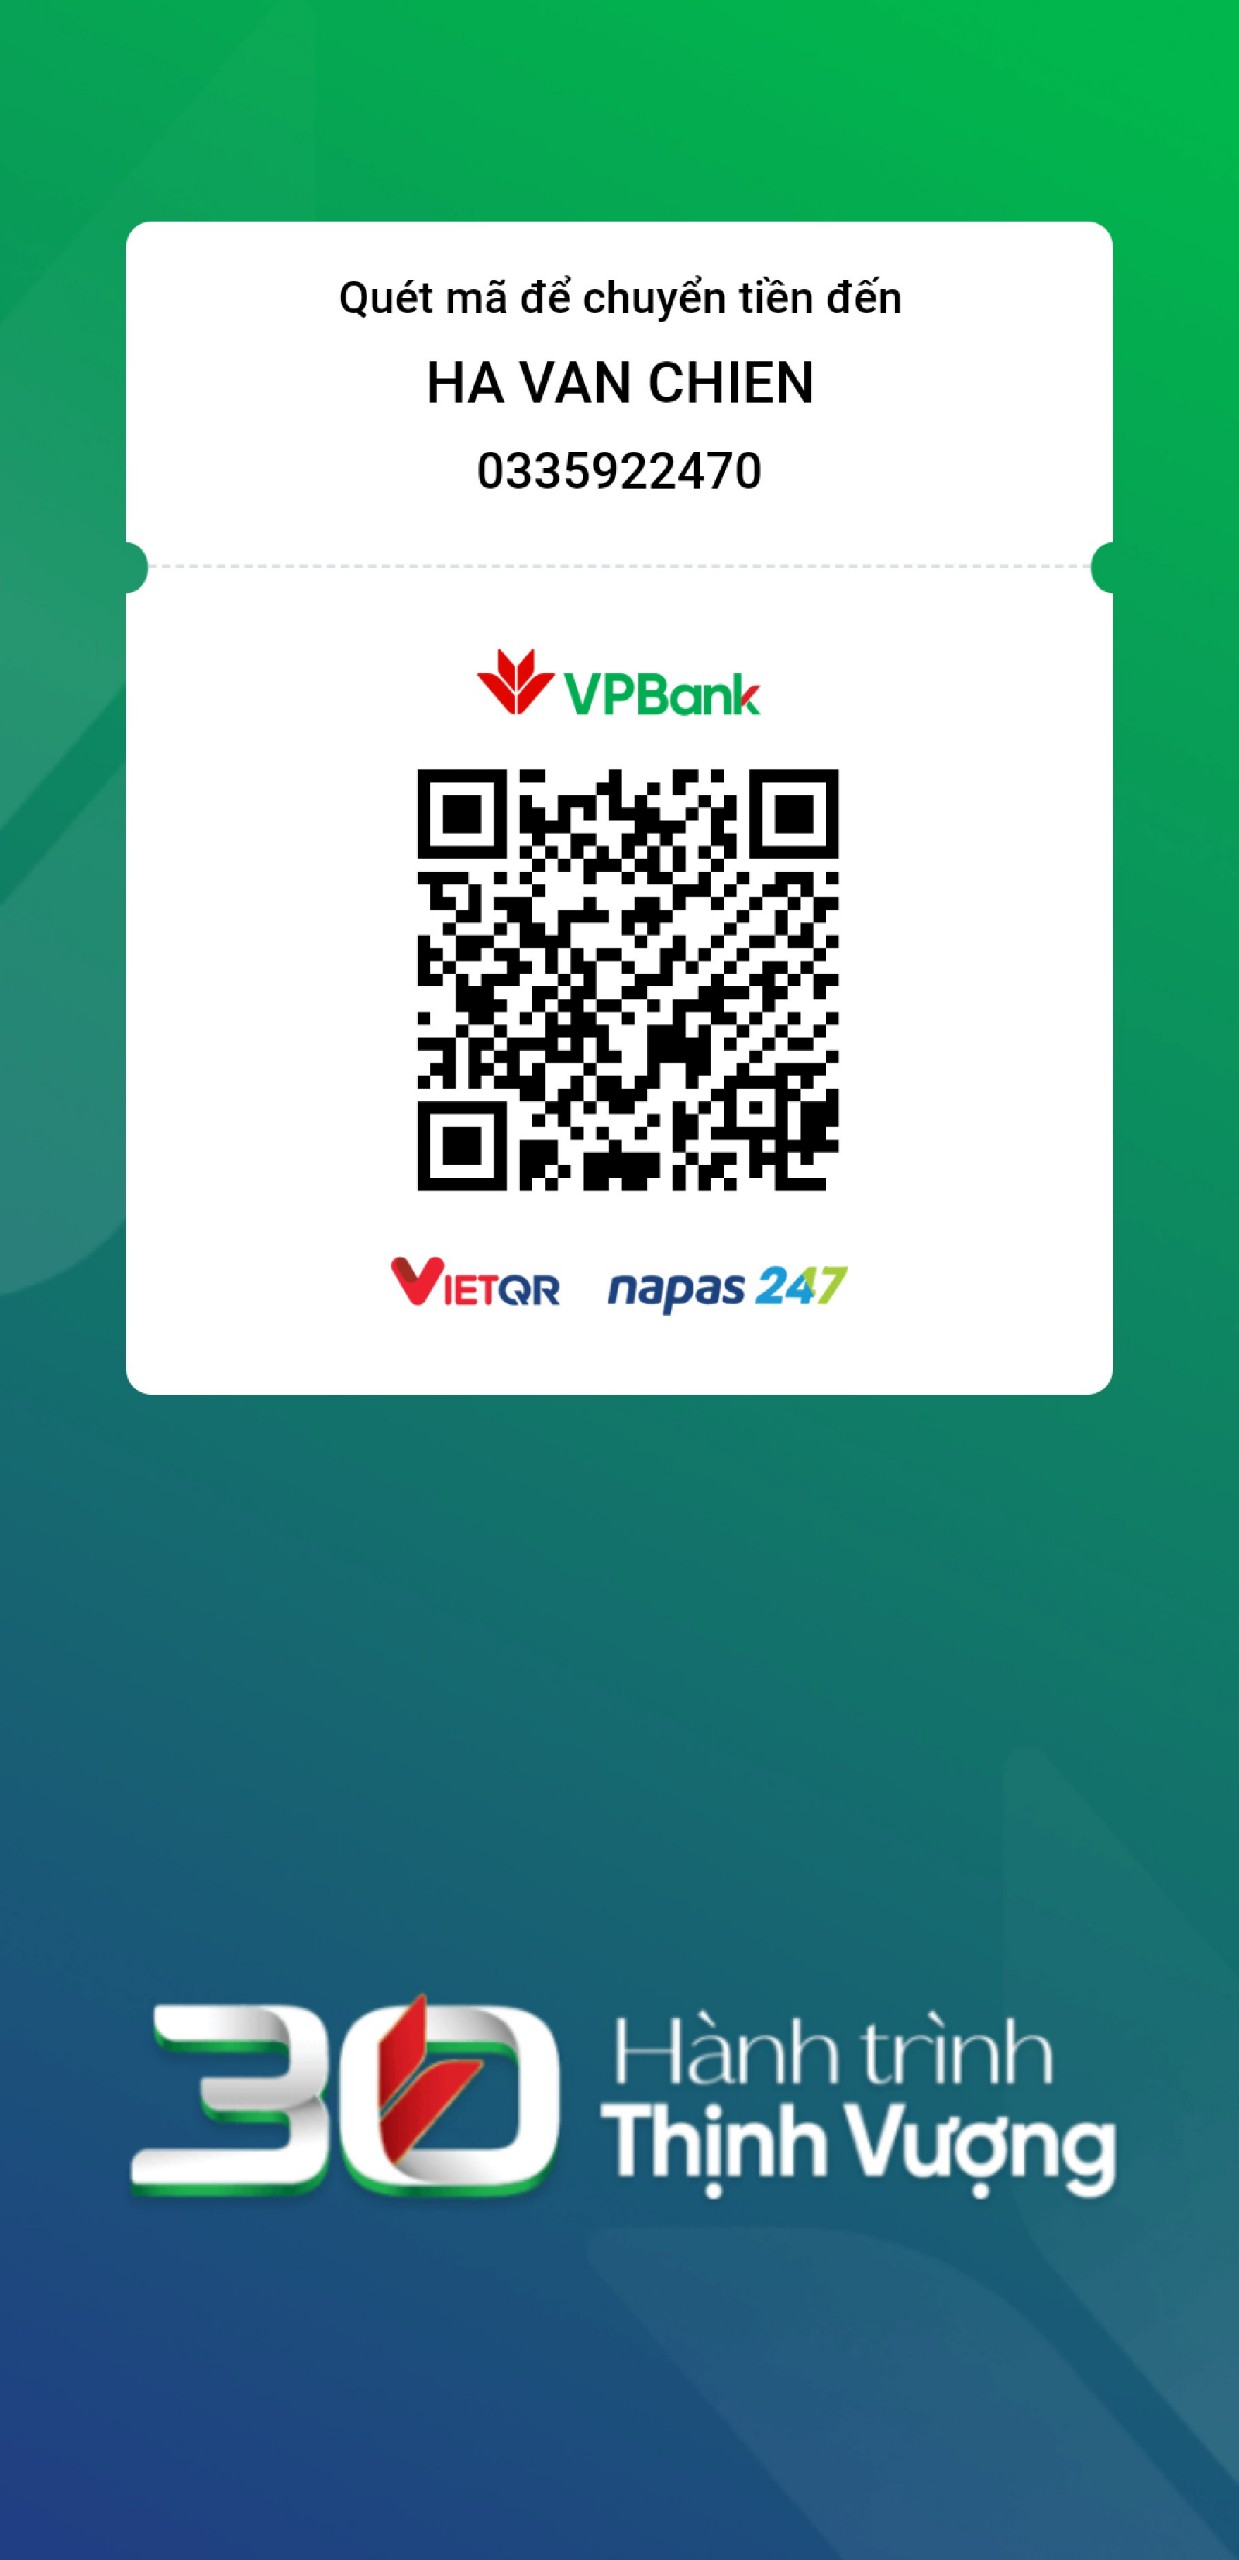 Quét mã để chuyển tiền đến
HA VAN CHIEN
0335922470
VPBank
VIETQR napas 247
30 Hành trình
Thịnh Vượng